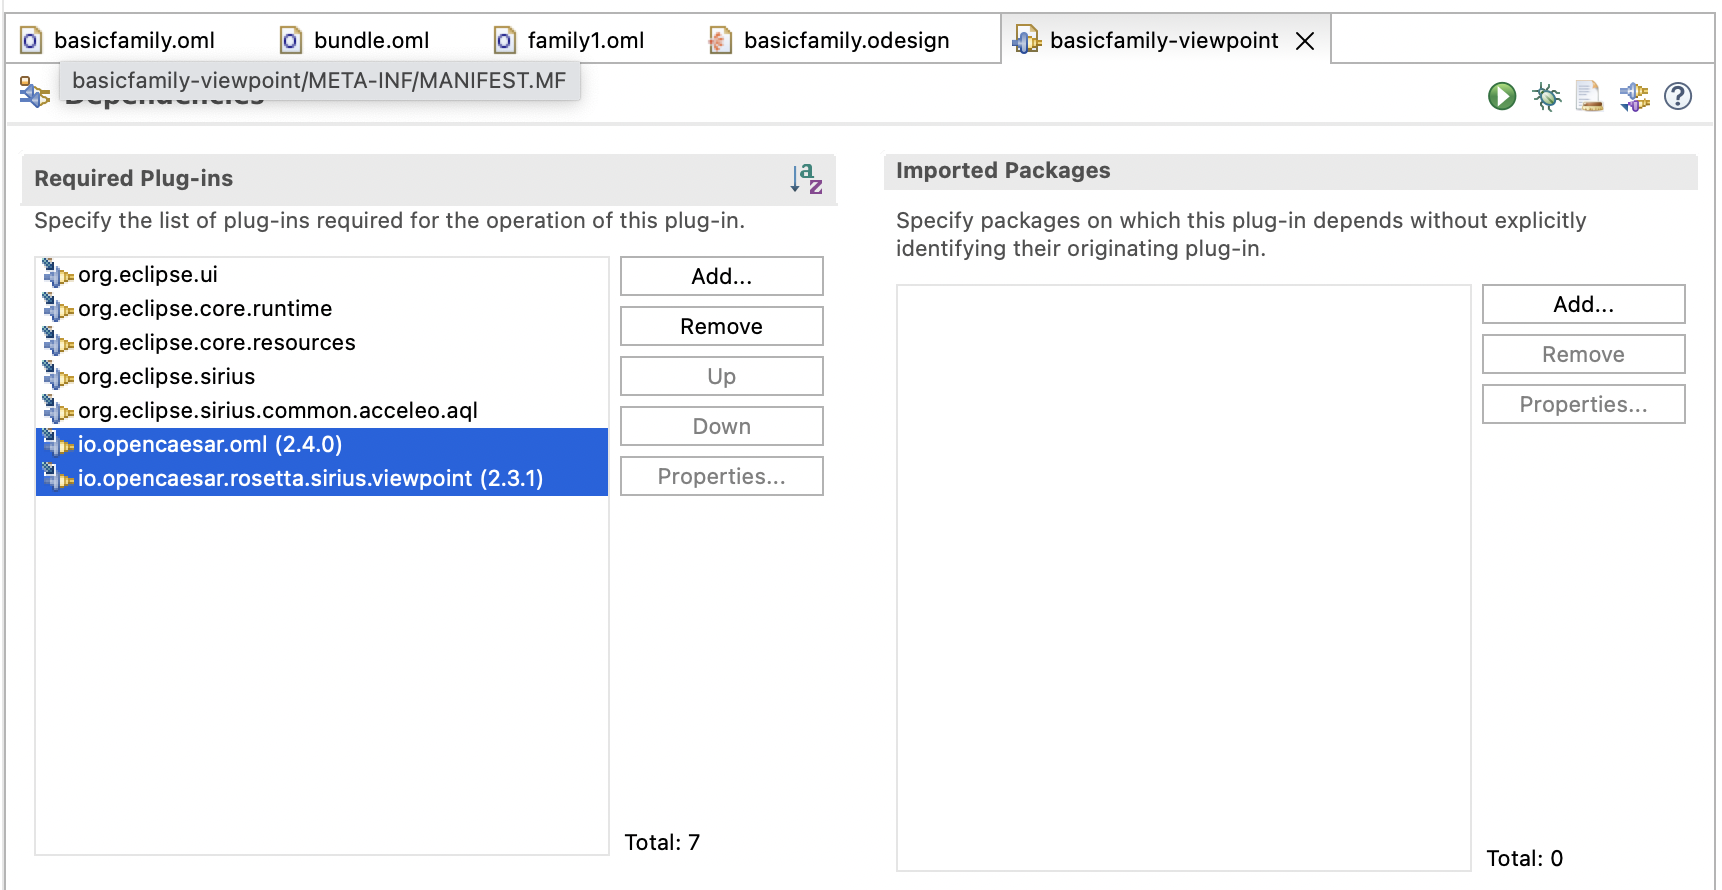 basicfamily.oml bundle.oml family1.oml basicfamily.odesign basicfamily-viewpoint
basicfamily-viewpoint/META-INF/MANIFEST.MF
Dependencies
Required Plug-ins
Specify the list of plug-ins required for the operation of this plug-in.
org.eclipse.ui
org.eclipse.core.runtime
org.eclipse.core.resources
org.eclipse.sirius
org.eclipse.sirius.common.acceleo.aql
io.opencaesar.oml (2.4.0)
io.opencaesar.rosetta.sirius.viewpoint (2.3.1)
Add...
Remove
Up
Down
Properties...
Total: 7
Imported Packages
Specify packages on which this plug-in depends without explicitly
identifying their originating plug-in.
Add...
Remove
Properties...
Total: 0